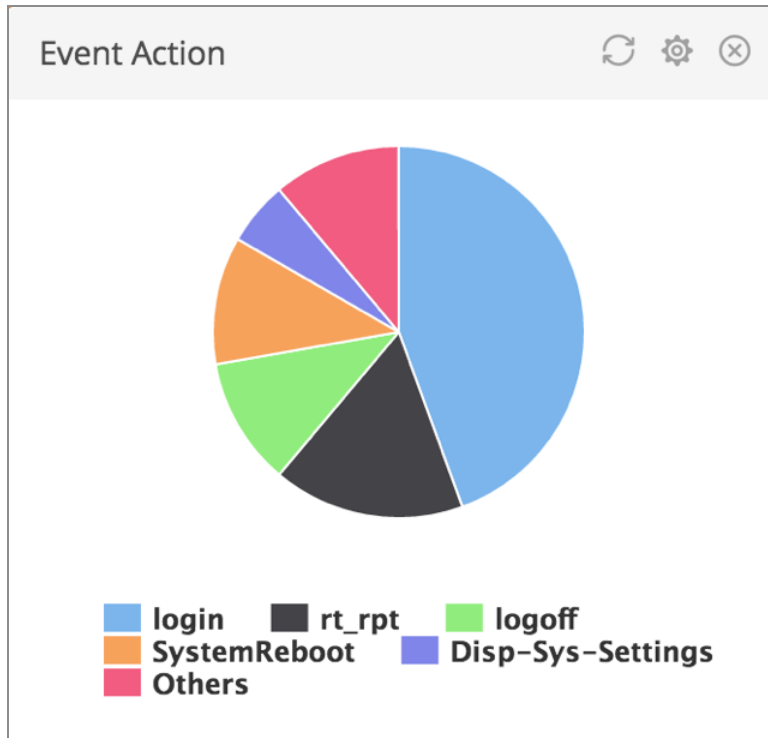 Event Action
login rt_rpt logoff
SystemReboot Disp-Sys-Settings
Others